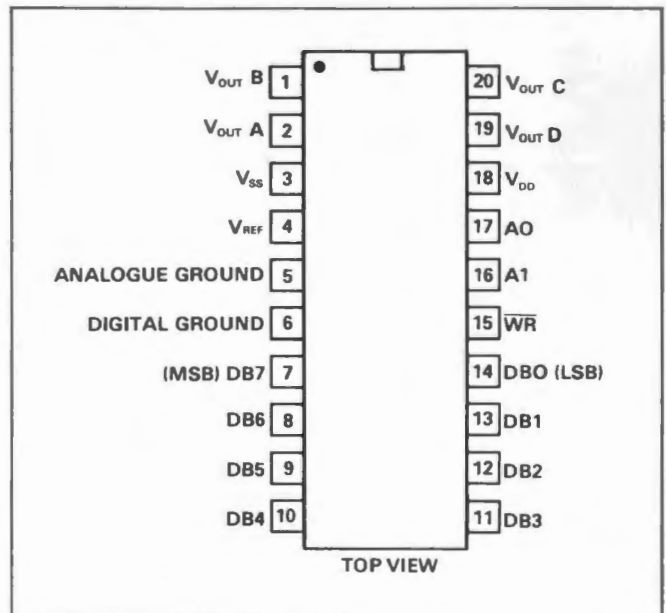 V_OUT B 1 20 V_OUT C
V_OUT A 2 19 V_OUT D
V_SS 3 18 V_DD
V_REF 4 17 AO
ANALOGUE GROUND 5 16 A1
DIGITAL GROUND 6 15 W̅R̅
(MSB) DB7 7 14 DBO (LSB)
DB6 8 13 DB1
DB5 9 12 DB2
DB4 10 11 DB3
TOP VIEW